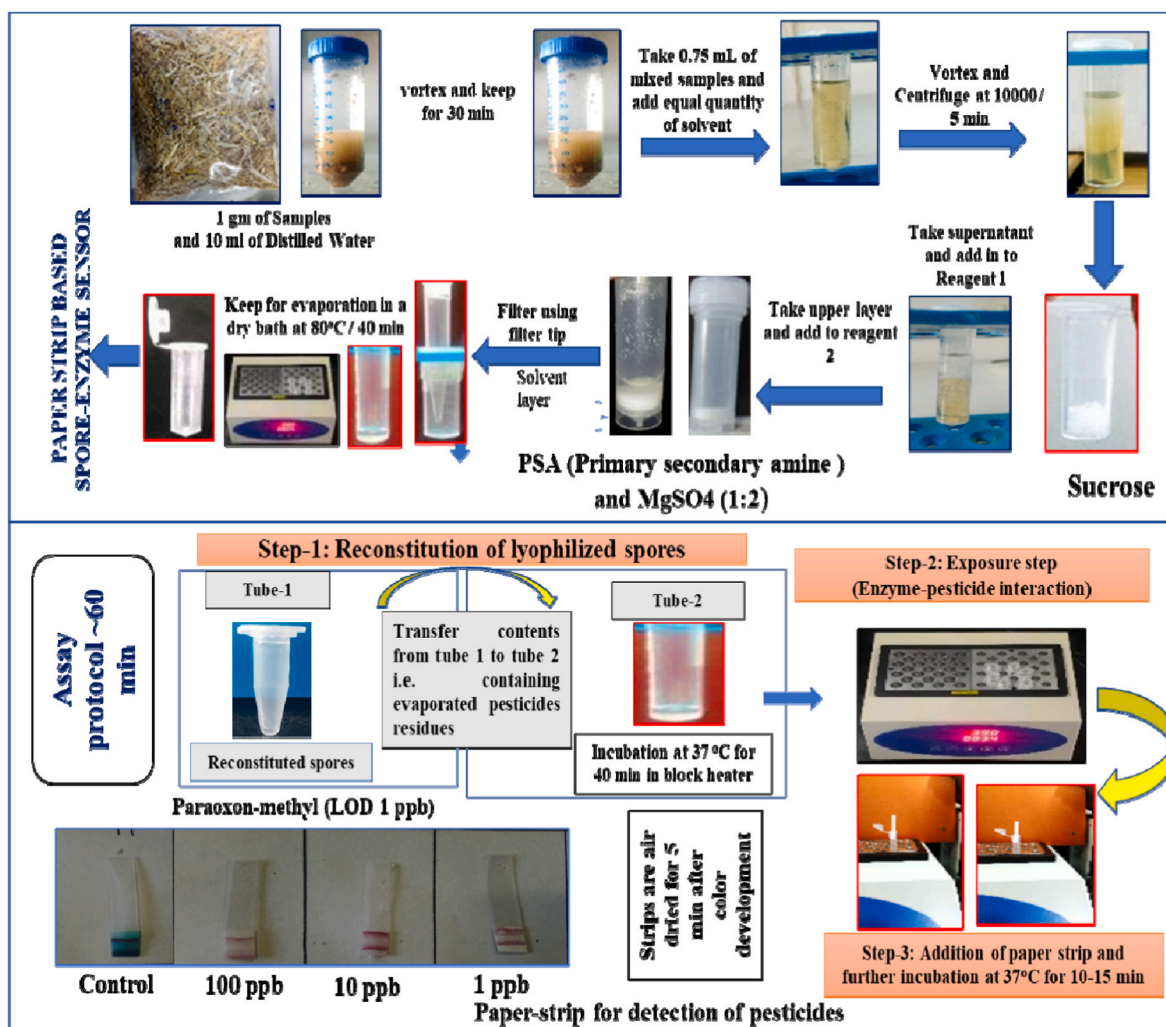 vortex and keep
for 30 min
Take 0.75 mL of
mixed samples and
add equal quantity
of solvent
Vortex and
Centrifuge at 10000/
5 min
1 gm of Samples
and 10 ml of Distilled Water
Take supernatant
and add in to
Reagent 1
Sucrose
Take upper layer
and add to reagent
2
PSA (Primary secondary amine )
and MgSO4 (1:2)
Filter using
filter tip
Solvent
layer
Keep for evaporation in a
dry bath at 80°C / 40 min
PAPER STRIP BASED
SPORE-ENZYME SENSOR
Assay
protocol ~60
min
Step-1: Reconstitution of lyophilized spores
Tube-1
Reconstituted spores
Transfer contents
from tube 1 to tube 2
i.e. containing
evaporated pesticides
residues
Tube-2
Incubation at 37 °C for
40 min in block heater
Step-2: Exposure step
(Enzyme-pesticide interaction)
Step-3: Addition of paper strip and
further incubation at 37°C for 10-15 min
Strips are air
dried for 5
min after
color
development
Paraoxon-methyl (LOD 1 ppb)
Control
100 ppb
10 ppb
1 ppb
Paper-strip for detection of pesticides